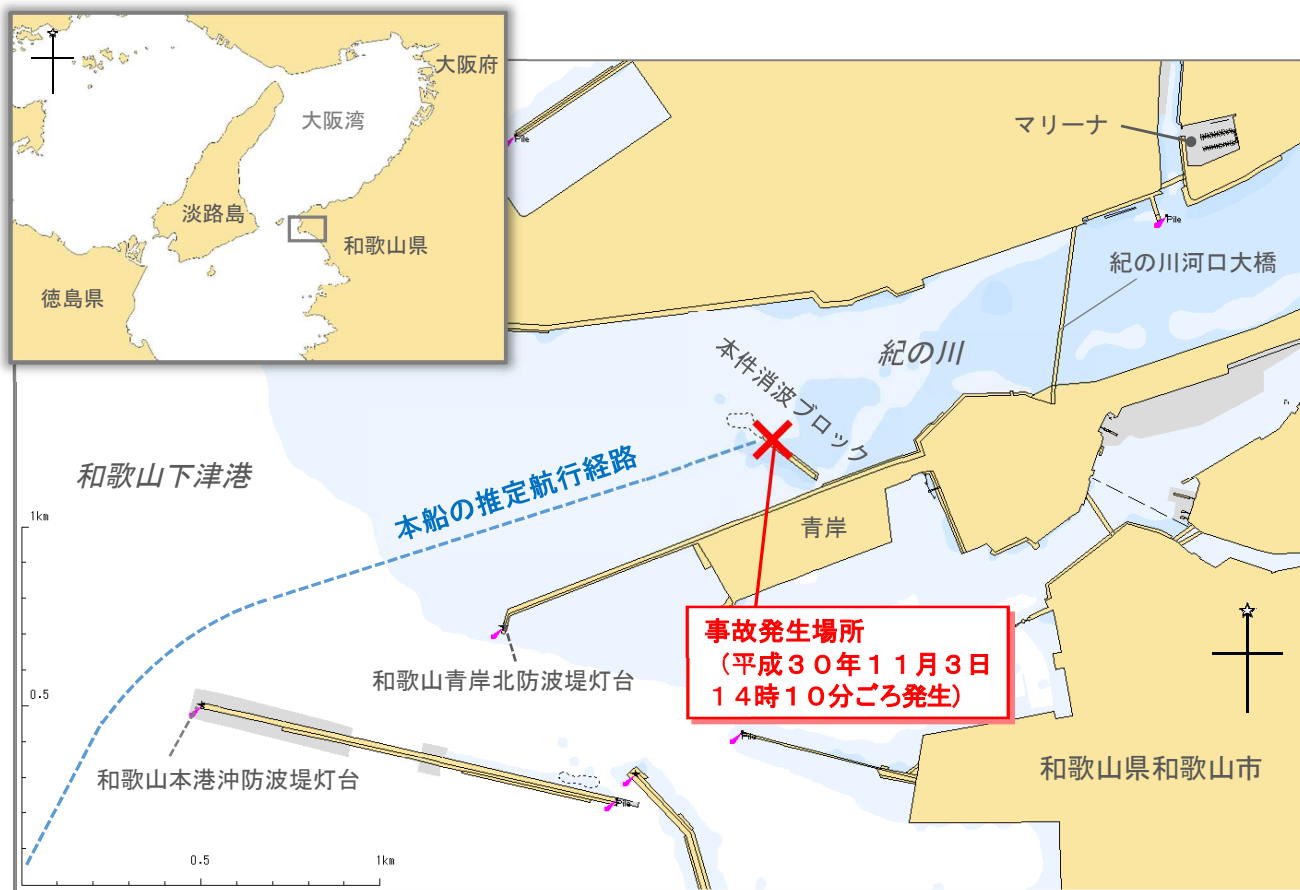 大阪府
大阪湾
淡路島
和歌山県
徳島県
Pile
マリーナ
Pile
紀の川河口大橋
紀の川
本件消波ブロック
和歌山下津港
本船の推定航行経路
1km
青岸
事故発生場所
（平成３０年１１月３日
１４時１０分ごろ発生）
和歌山青岸北防波堤灯台
0.5
Pile
和歌山県和歌山市
和歌山本港沖防波堤灯台
Pile
0.5
1km